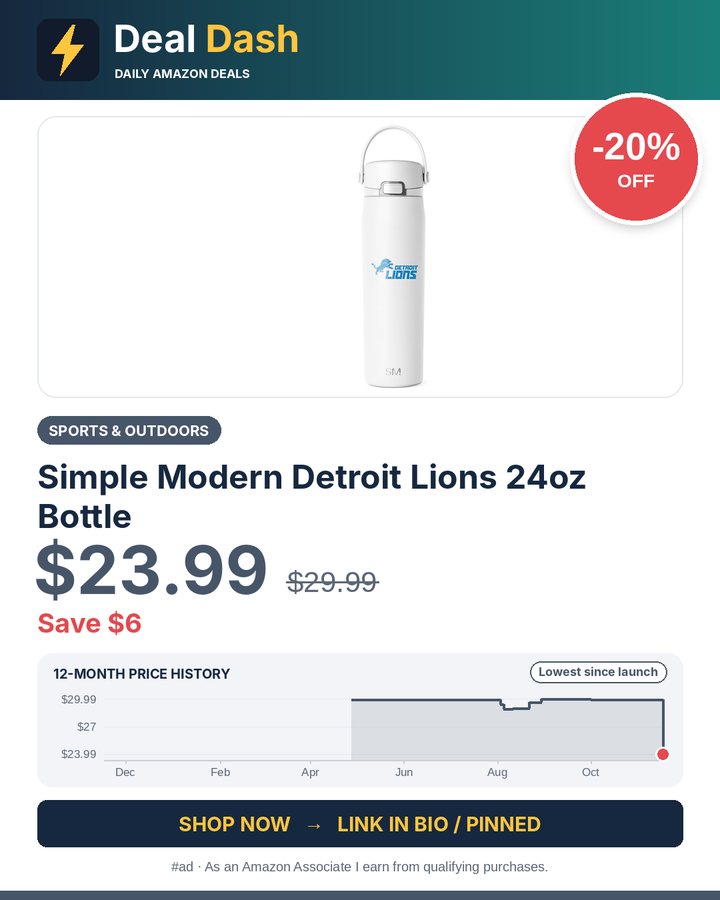 Deal Dash
DAILY AMAZON DEALS
-20%
OFF
DETROIT
LIONS
SM
SPORTS & OUTDOORS
Simple Modern Detroit Lions 24oz
Bottle
$23.99 $29.99
Save $6
12-MONTH PRICE HISTORY
Lowest since launch
$29.99
$27
$23.99
Dec Feb Apr Jun Aug Oct
SHOP NOW → LINK IN BIO / PINNED
#ad · As an Amazon Associate I earn from qualifying purchases.